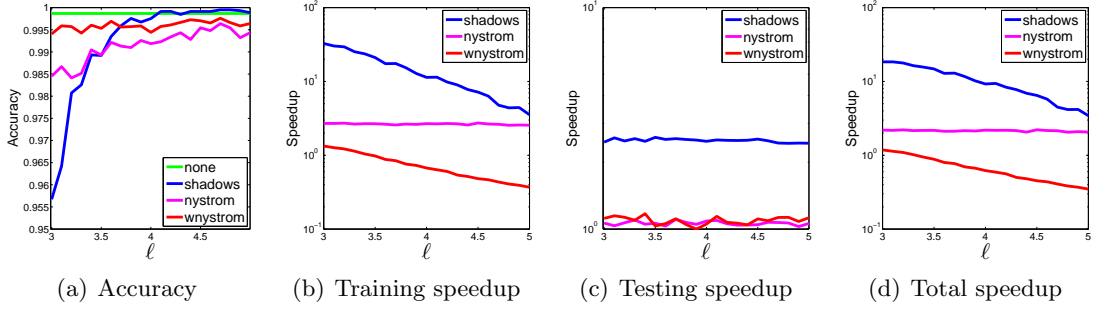 1
0.995
0.99
0.985
0.98
0.975
0.97
0.965
0.96
0.955
0.95
Accuracy
none
shadows
nystrom
wnystrom
3 3.5 4 4.5
ℓ
(a) Accuracy
10²
10¹
10⁰
10⁻¹
Speedup
shadows
nystrom
wnystrom
3 3.5 4 4.5 5
ℓ
(b) Training speedup
10¹
10⁰
Speedup
shadows
nystrom
wnystrom
3 3.5 4 4.5 5
ℓ
(c) Testing speedup
10²
10¹
10⁰
10⁻¹
Speedup
shadows
nystrom
wnystrom
3 3.5 4 4.5 5
ℓ
(d) Total speedup